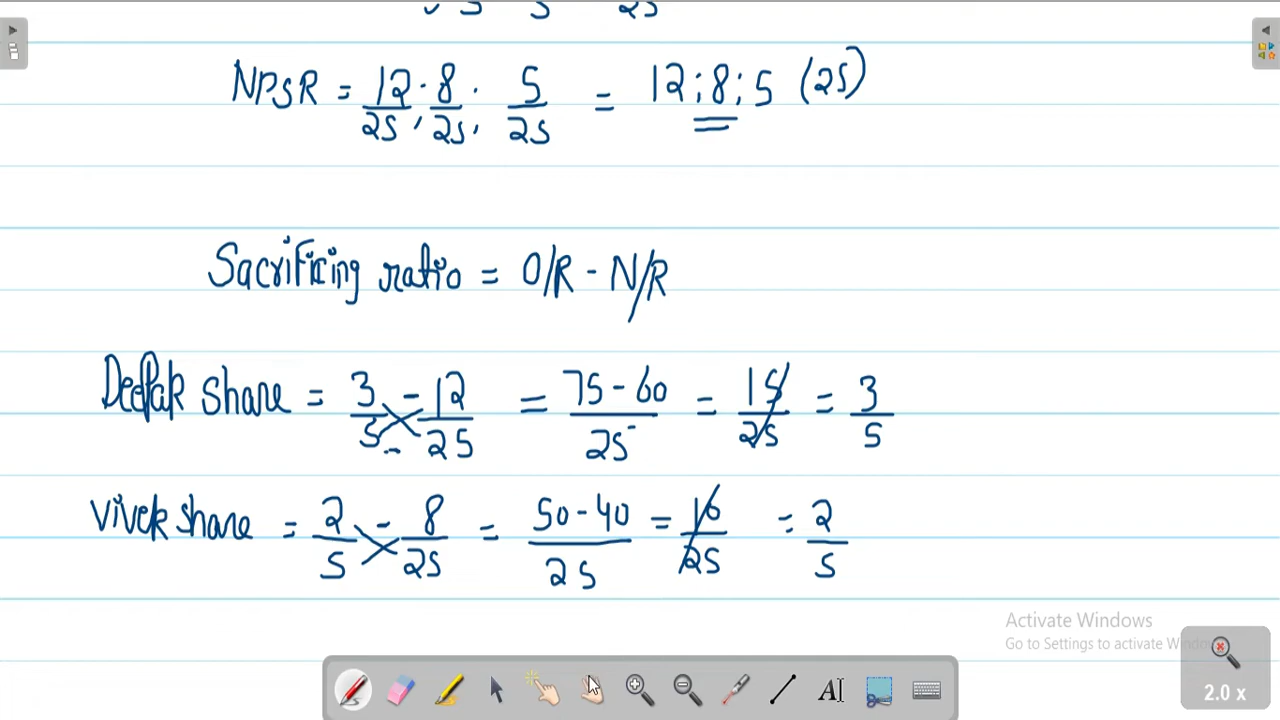 NPSR = 12/25 : 8/25 : 5/25 = 12:8:5 (25)
Sacrificing ratio = O/R - N/R
Deepak share = 3/5 - 12/25 = 75-60/25 = 15/25 = 3/5
Vivek share = 2/5 - 8/25 = 50-40/25 = 10/25 = 2/5
Activate Windows
Go to Settings to activate Windows.
2.0 x